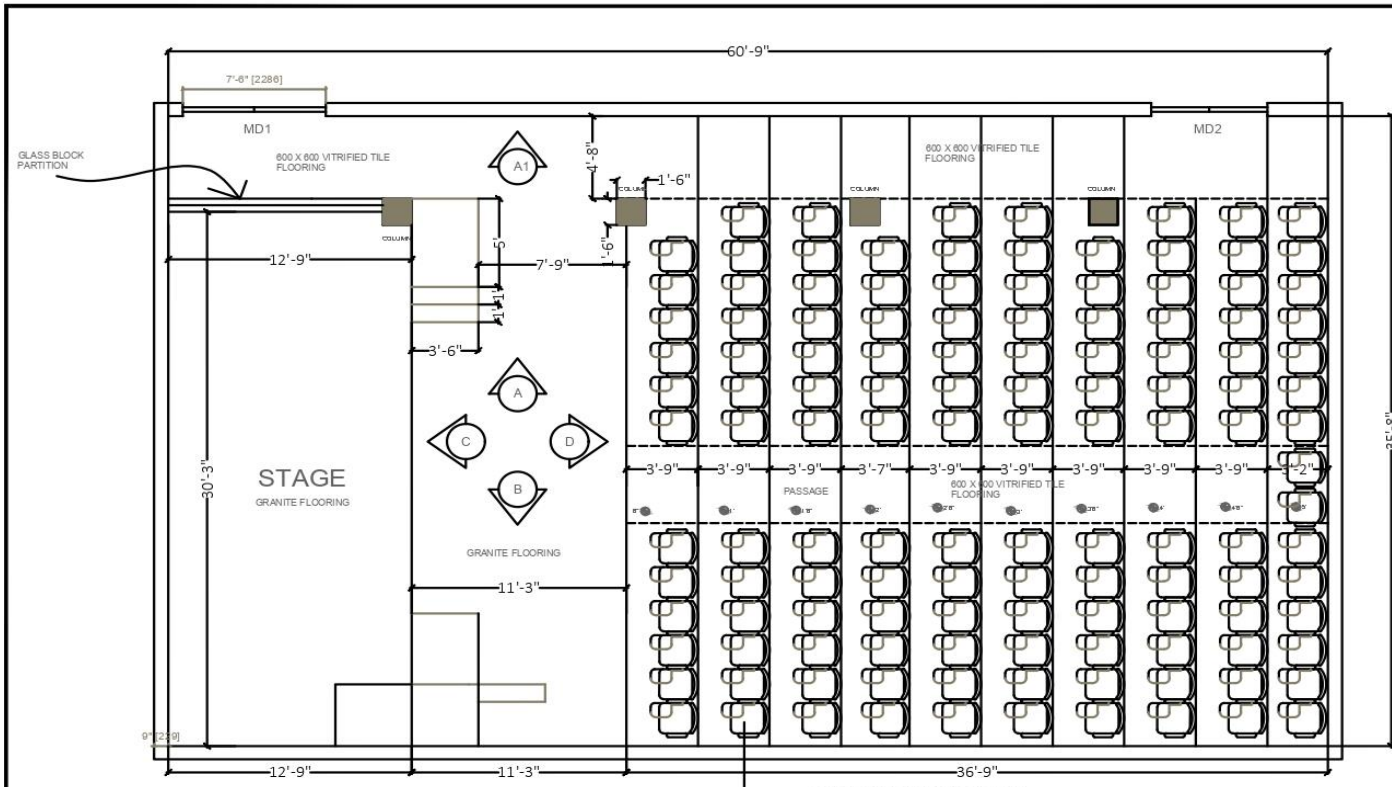 60'-9"
7'-6" [2286]
MD1
MD2
GLASS BLOCK
PARTITION
600 X 600 VITRIFIED TILE
FLOORING
A1
4'-8"
600 X 600 VITRIFIED TILE
FLOORING
COLUMN
1'-6"
COLUMN
COLUMN
COLUMN
12'-9"
5'
7'-9"
1'-6"
1'
1'
3'-6"
A
C
D
B
35'-8"
30'-3"
STAGE
GRANITE FLOORING
3'-9"
3'-9"
3'-9"
3'-7"
3'-9"
3'-9"
3'-9"
3'-9"
3'-9"
3'-2"
PASSAGE
600 X 600 VITRIFIED TILE
FLOORING
GRANITE FLOORING
11'-3"
9" [229]
12'-9"
11'-3"
36'-9"